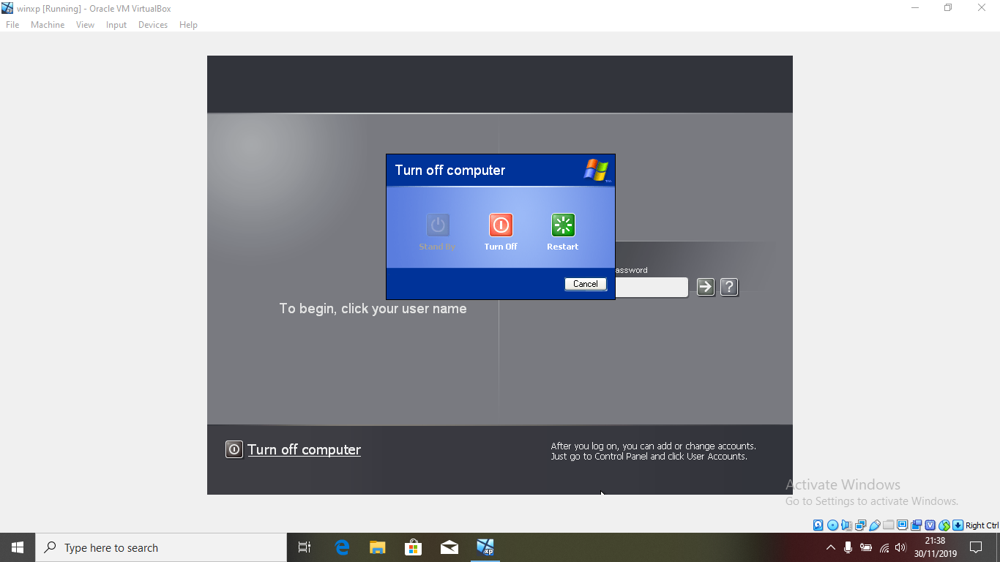 winxp [Running] - Oracle VM VirtualBox
File Machine View Input Devices Help
Turn off computer
Stand By Turn Off Restart
assword
Cancel
To begin, click your user name
Turn off computer
After you log on, you can add or change accounts.
Just go to Control Panel and click User Accounts.
Activate Windows
Go to Settings to activate Windows.
Right Ctrl
Type here to search
xp
21:38
30/11/2019